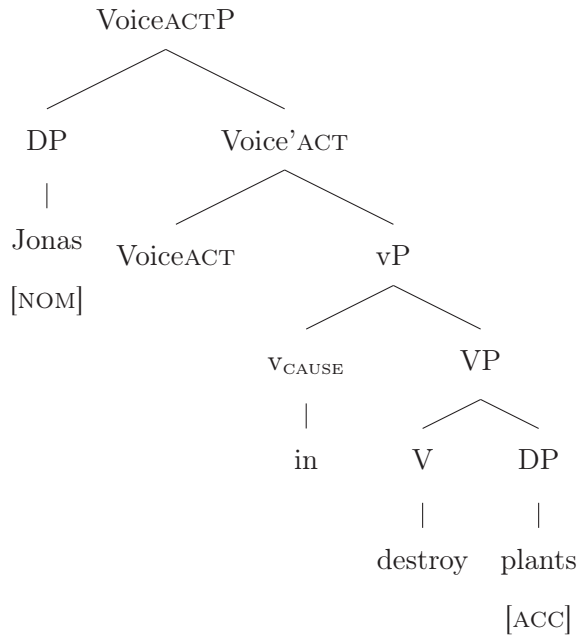 VoiceACTP
DP Voice’ACT
Jonas VoiceACT vP
[NOM]
vCAUSE VP
in V DP
destroy plants
[ACC]